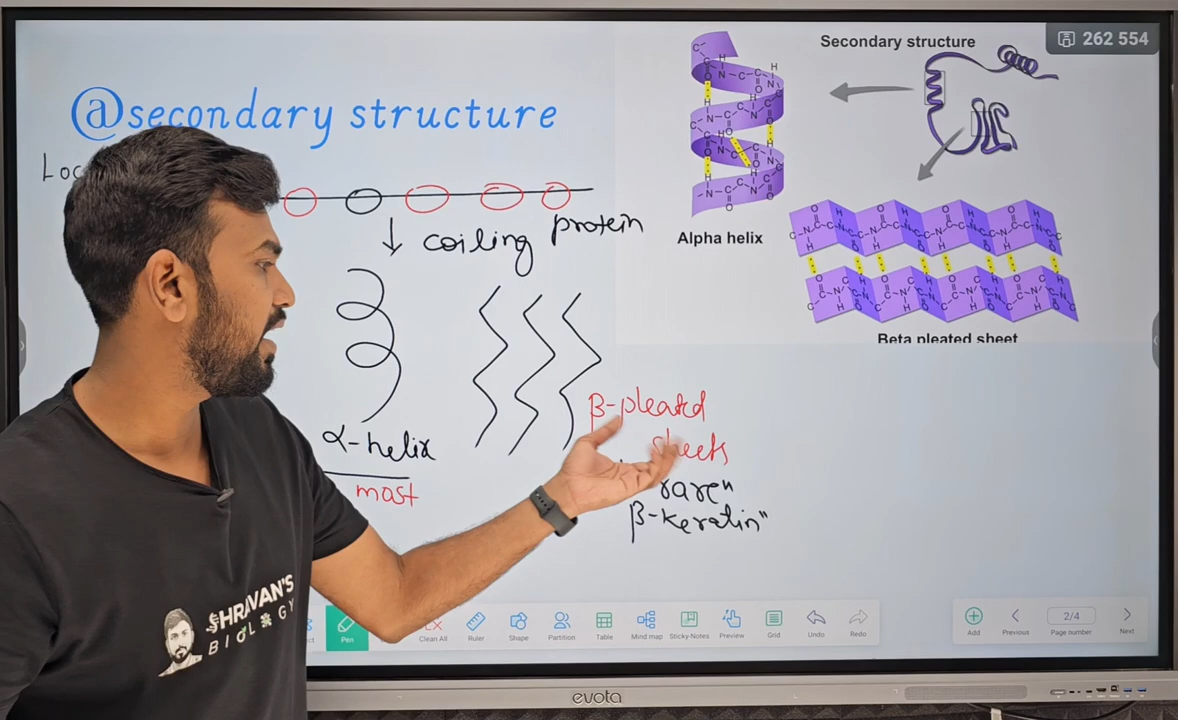 @secondary structure
Loc
coiling
protein
α-helix
most
β-pleated
sheets
rare"
β-keratin"
Secondary structure
262 554
Alpha helix
Beta pleated sheet
SHRAVAN'S
BIOLOGY
Pen
Clean All
Ruler
Shape
Partition
Table
Mind map
Sticky-Notes
Preview
Grid
Undo
Redo
Add
Previous
2/4
Page number
Next
evota